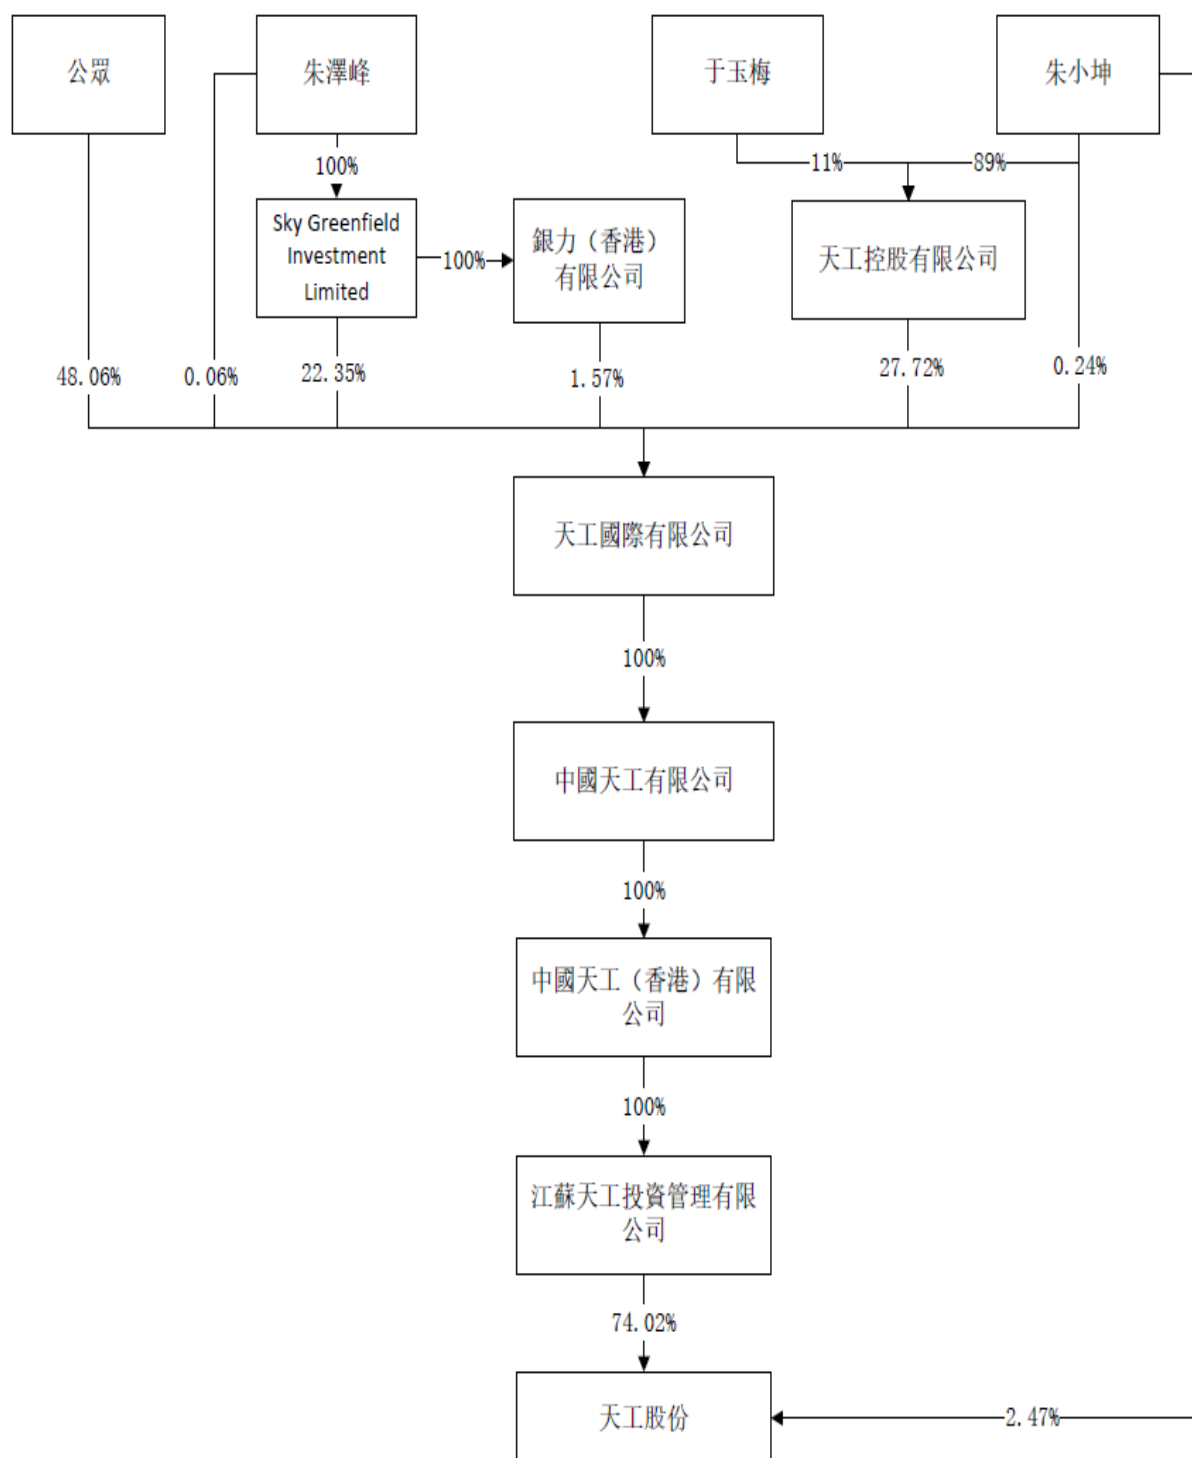 公眾
朱澤峰
于玉梅
朱小坤
100%
11%
89%
Sky Greenfield
Investment
Limited
100%
銀力（香港）
有限公司
天工控股有限公司
48.06%
0.06%
22.35%
1.57%
27.72%
0.24%
天工國際有限公司
100%
中國天工有限公司
100%
中國天工（香港）有限
公司
100%
江蘇天工投資管理有限
公司
74.02%
天工股份
2.47%